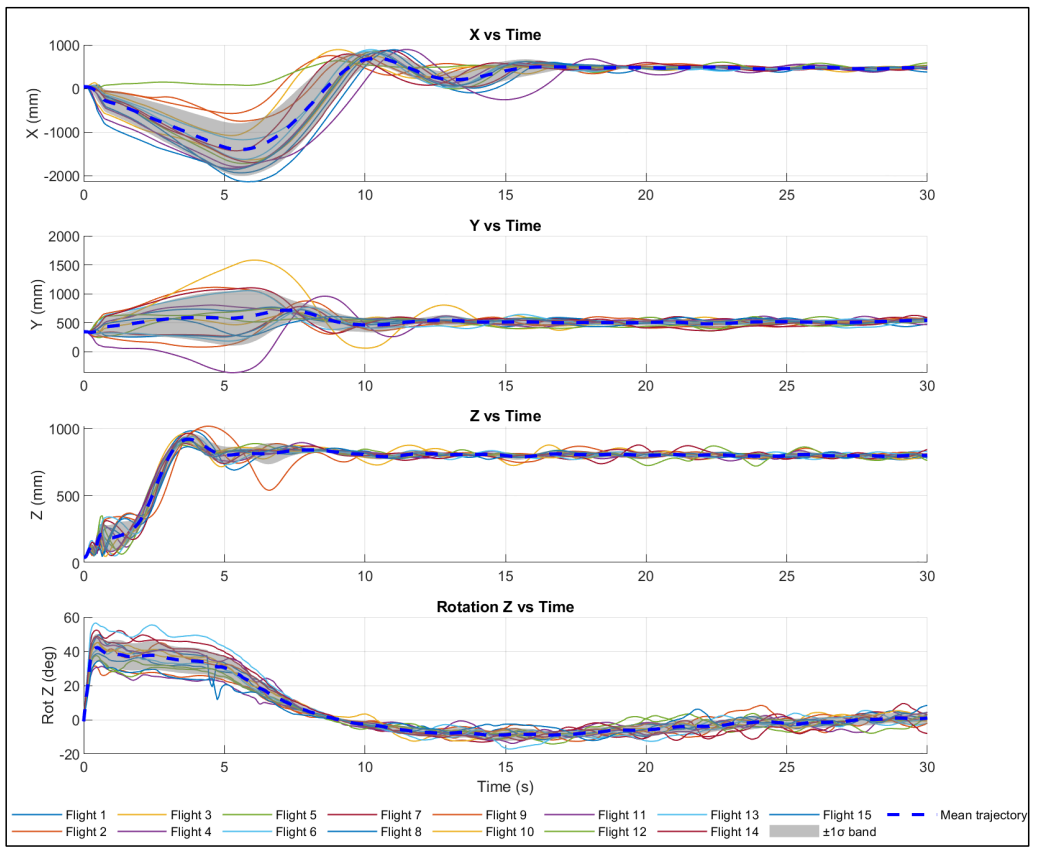 X vs Time
1000
0
-1000
-2000
X (mm)
0 5 10 15 20 25 30
Y vs Time
2000
1500
1000
500
0
Y (mm)
0 5 10 15 20 25 30
Z vs Time
1000
500
0
Z (mm)
0 5 10 15 20 25 30
Rotation Z vs Time
60
40
20
0
-20
Rot Z (deg)
0 5 10 15 20 25 30
Time (s)
Flight 1 Flight 3 Flight 5 Flight 7 Flight 9 Flight 11 Flight 13 Flight 15 Mean trajectory
Flight 2 Flight 4 Flight 6 Flight 8 Flight 10 Flight 12 Flight 14 ±1σ band